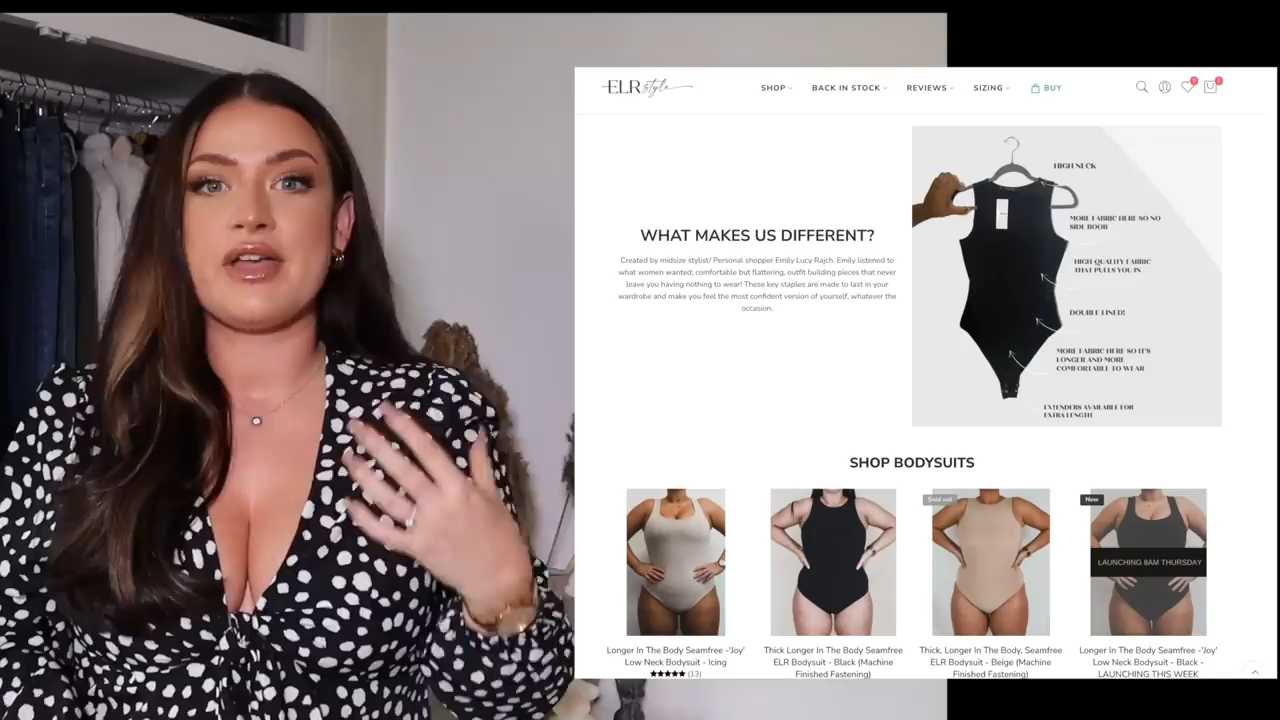 ELR style
SHOP
BACK IN STOCK
REVIEWS
SIZING
BUY
0
2
WHAT MAKES US DIFFERENT?
Created by midsize stylist/ Personal shopper Emily Lucy Rajch. Emily listened to
what women wanted; comfortable but flattering, outfit building pieces that never
leave you having nothing to wear! These key staples are made to last in your
wardrobe and make you feel the most confident version of yourself, whatever the
occasion.
HIGH NECK
MORE FABRIC HERE SO NO
SIDE BOOB
HIGH QUALITY FABRIC
THAT PULLS YOU IN
DOUBLE LINED!
MORE FABRIC HERE SO IT'S
LONGER AND MORE
COMFORTABLE TO WEAR
EXTENDERS AVAILABLE FOR
EXTRA LENGTH
SHOP BODYSUITS
Sold out
New
LAUNCHING 8AM THURSDAY
Longer In The Body Seamfree -'Joy'
Low Neck Bodysuit - Icing
(13)
Thick Longer In The Body Seamfree
ELR Bodysuit - Black (Machine
Finished Fastening)
Thick, Longer In The Body, Seamfree
ELR Bodysuit - Beige (Machine
Finished Fastening)
Longer In The Body Seamfree -'Joy'
Low Neck Bodysuit - Black -
LAUNCHING THIS WEEK